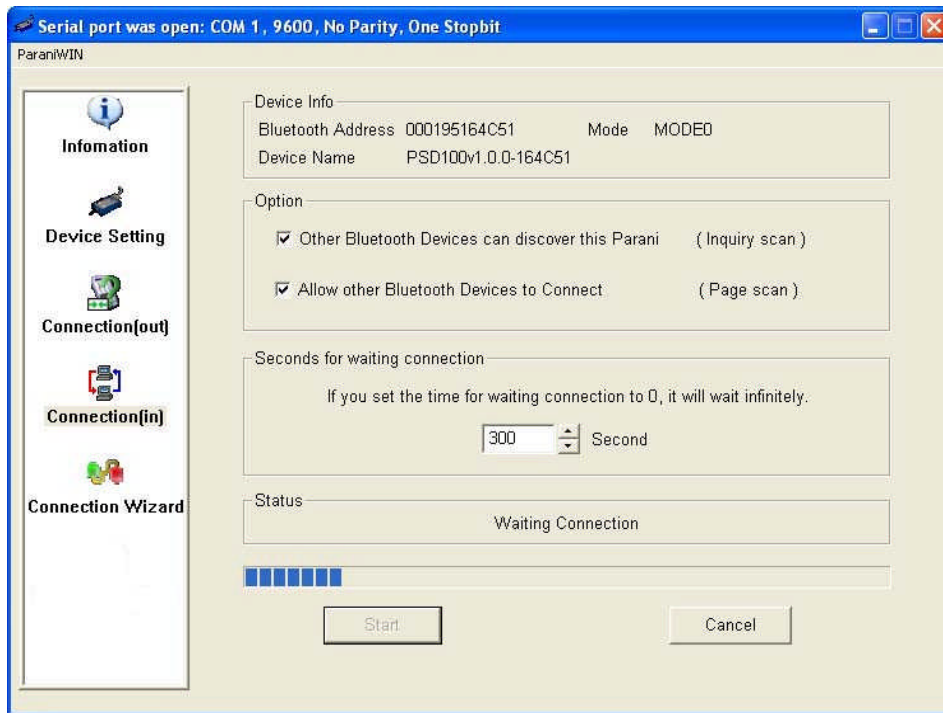 Serial port was open: COM 1, 9600, No Parity, One Stopbit
ParaniWIN
Infomation
Device Setting
Connection(out)
Connection(in)
Connection Wizard
Device Info
Bluetooth Address 000195164C51 Mode MODE0
Device Name PSD100v1.0.0-164C51
Option
Other Bluetooth Devices can discover this Parani ( Inquiry scan )
Allow other Bluetooth Devices to Connect ( Page scan )
Seconds for waiting connection
If you set the time for waiting connection to 0, it will wait infinitely.
300 Second
Status
Waiting Connection
Start Cancel